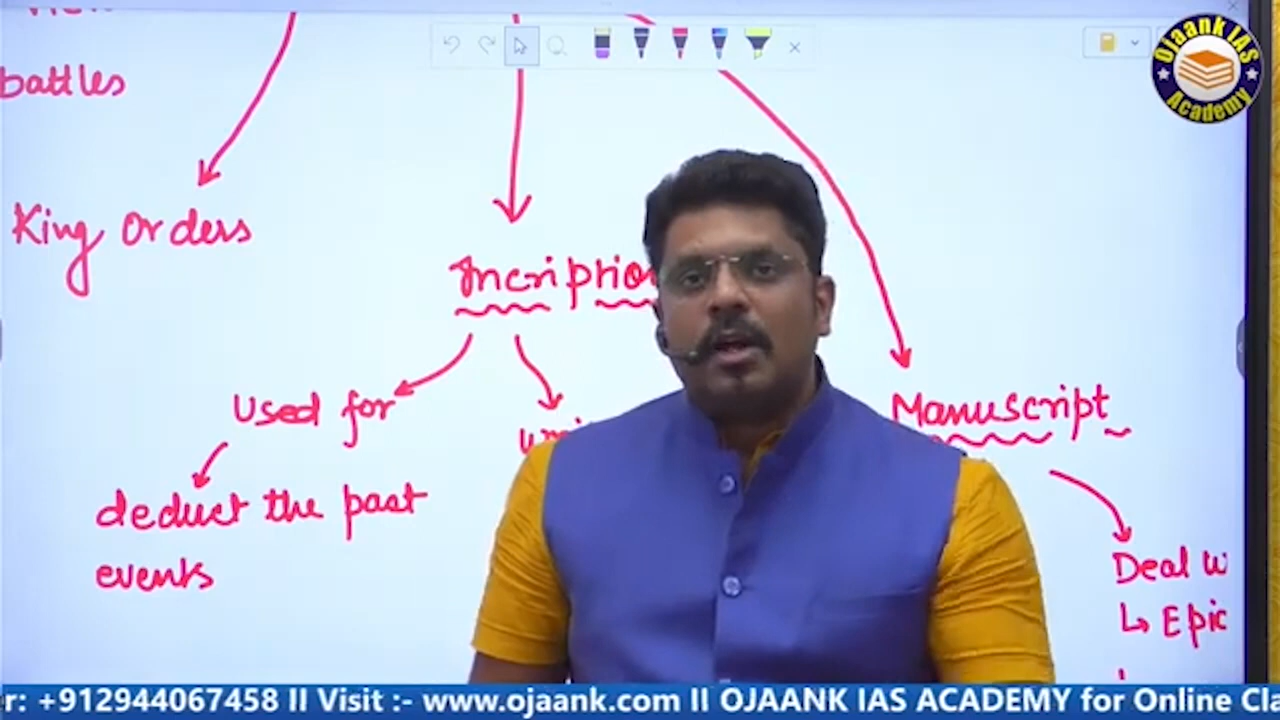 battles
King Orders
Incription
Used for
deduct the past
events
Manuscript
Deal w
↳ Epic
Ojaank IAS
Academy
r: +912944067458 II Visit :- www.ojaank.com II OJAANK IAS ACADEMY for Online Cla